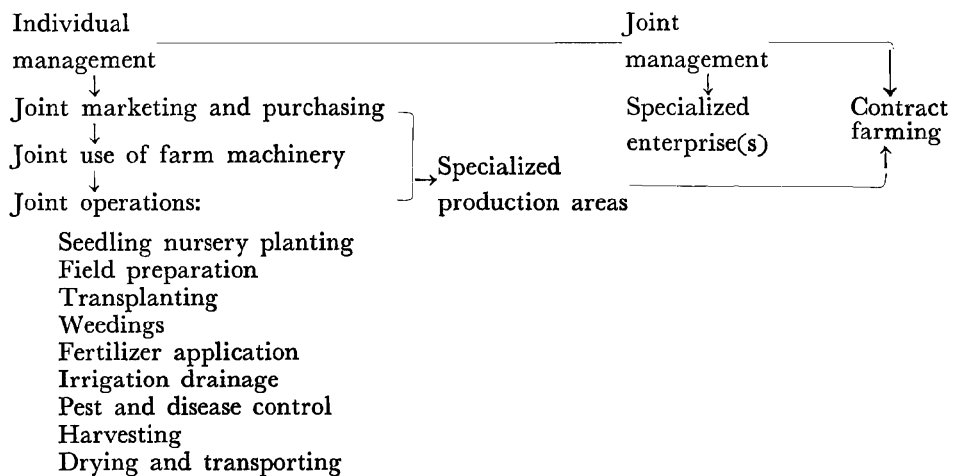 Individual
management
Joint marketing and purchasing
Joint use of farm machinery
Joint operations:
Seedling nursery planting
Field preparation
Transplanting
Weedings
Fertilizer application
Irrigation drainage
Pest and disease control
Harvesting
Drying and transporting
Specialized
production areas
Joint
management
Specialized
enterprise(s)
Contract
farming